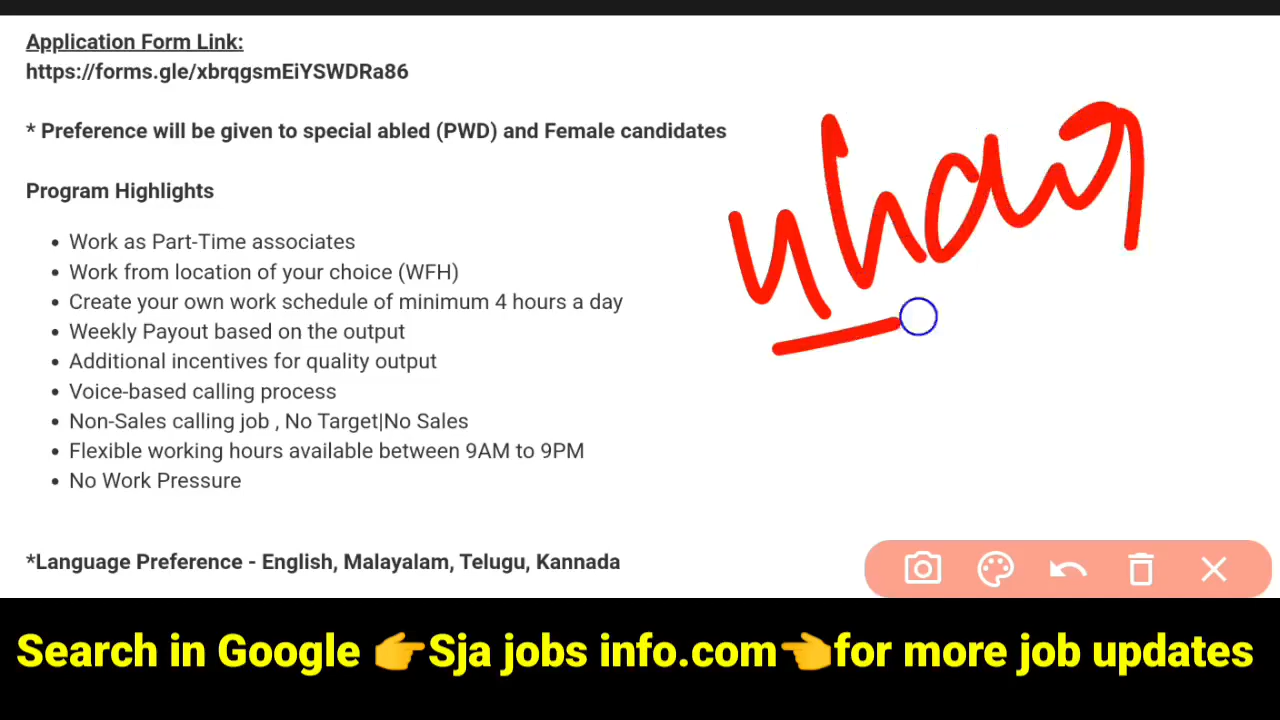 Application Form Link:
https://forms.gle/xbrqgsmEiYSWDRa86
* Preference will be given to special abled (PWD) and Female candidates
Program Highlights
• Work as Part-Time associates
• Work from location of your choice (WFH)
• Create your own work schedule of minimum 4 hours a day
• Weekly Payout based on the output
• Additional incentives for quality output
• Voice-based calling process
• Non-Sales calling job , No Target|No Sales
• Flexible working hours available between 9AM to 9PM
• No Work Pressure
*Language Preference - English, Malayalam, Telugu, Kannada
Search in Google 👉Sja jobs info.com👈for more job updates